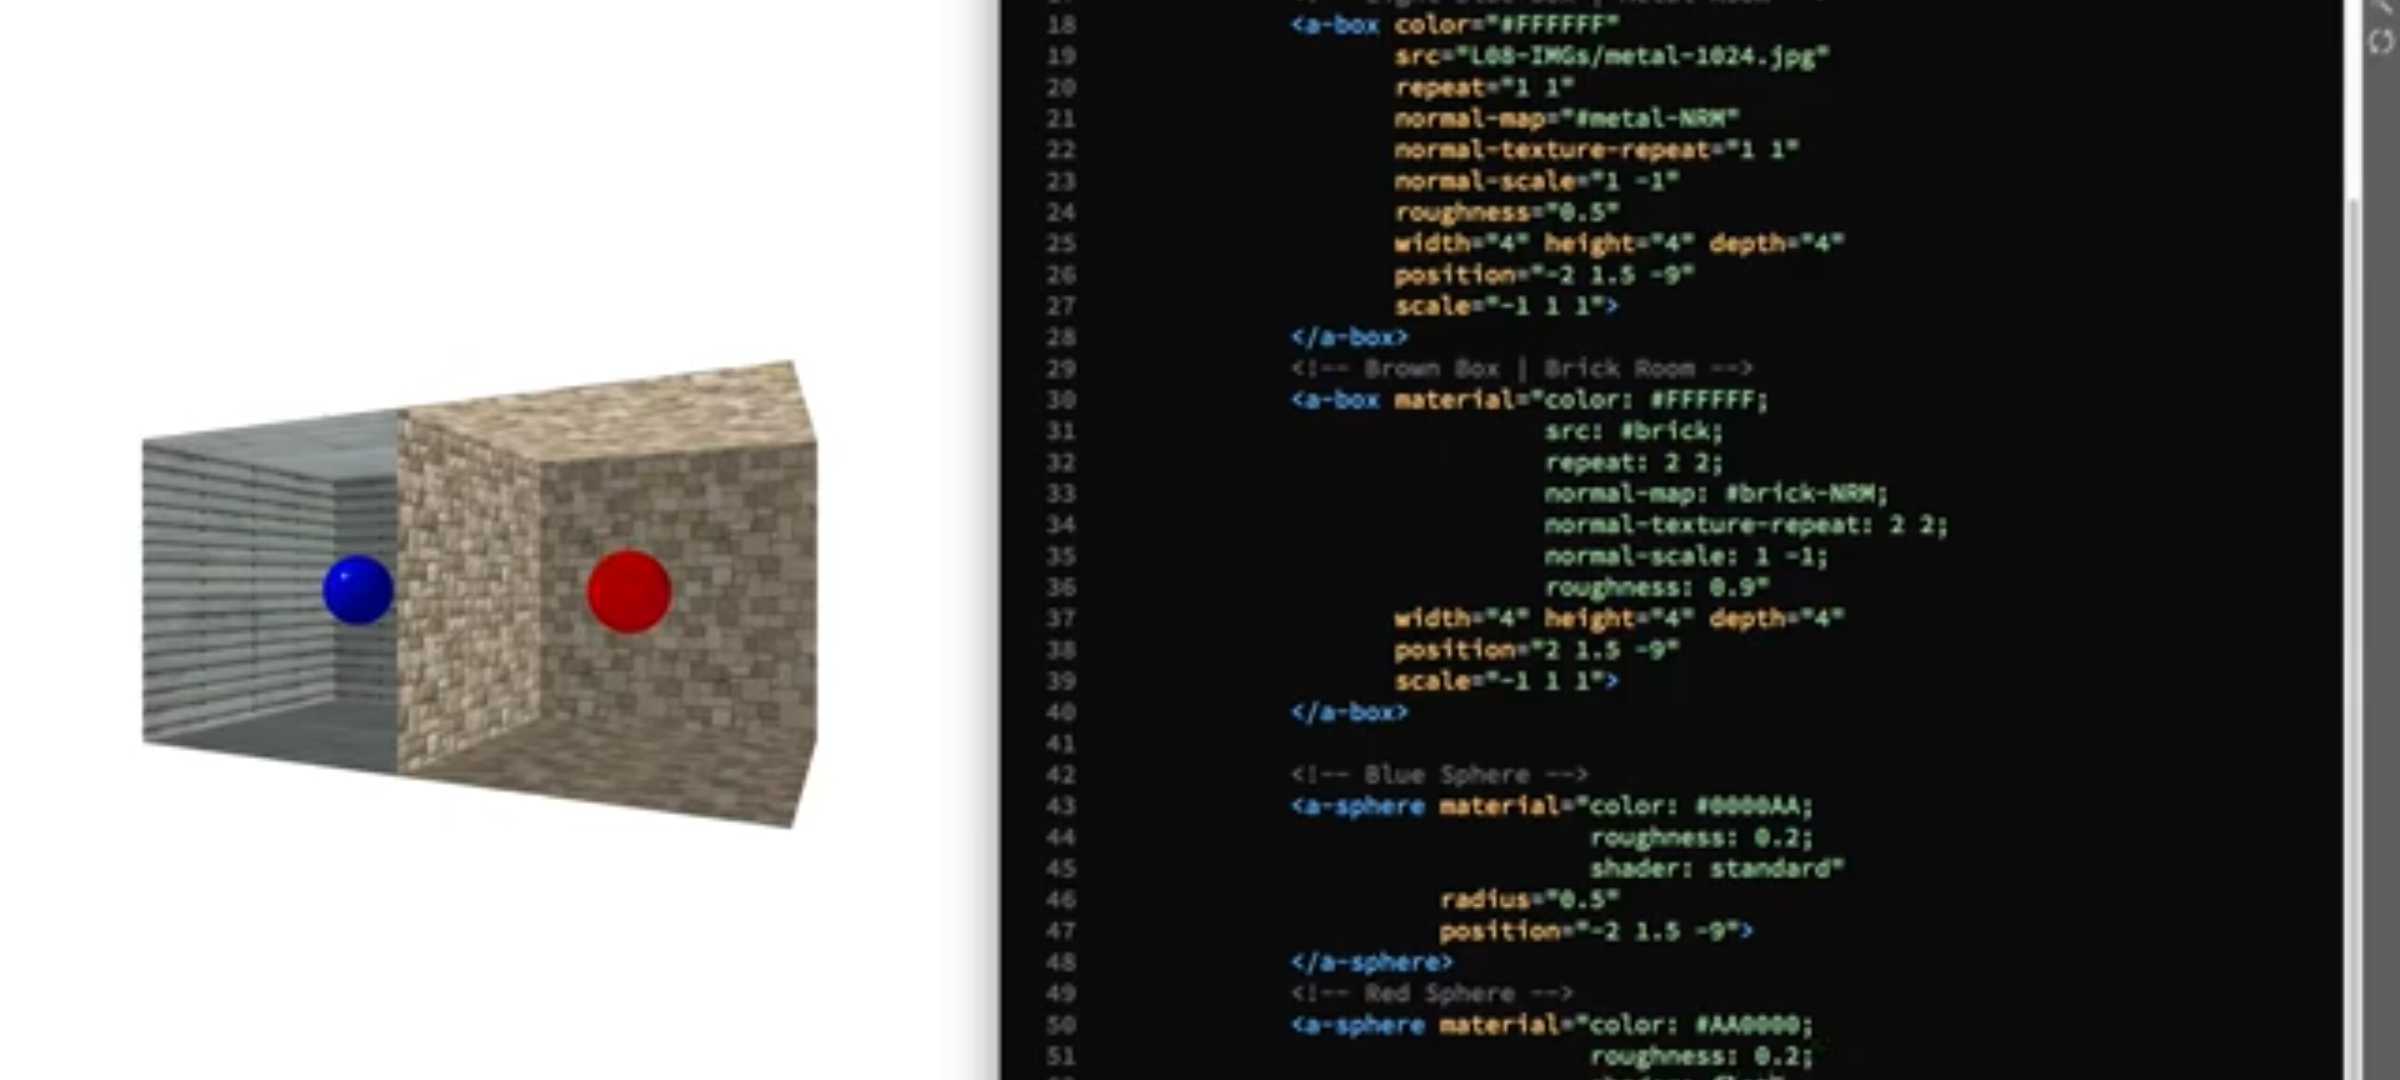 18 <a-box color="#FFFFFF"
19 src="L08-IMGs/metal-1024.jpg"
20 repeat="1 1"
21 normal-map="#metal-NRM"
22 normal-texture-repeat="1 1"
23 normal-scale="1 -1"
24 roughness="0.5"
25 width="4" height="4" depth="4"
26 position="-2 1.5 -9"
27 scale="-1 1 1">
28 </a-box>
29 <!-- Brown Box | Brick Room -->
30 <a-box material="color: #FFFFFF;
31 src: #brick;
32 repeat: 2 2;
33 normal-map: #brick-NRM;
34 normal-texture-repeat: 2 2;
35 normal-scale: 1 -1;
36 roughness: 0.9"
37 width="4" height="4" depth="4"
38 position="2 1.5 -9"
39 scale="-1 1 1">
40 </a-box>
41
42 <!-- Blue Sphere -->
43 <a-sphere material="color: #0000AA;
44 roughness: 0.2;
45 shader: standard"
46 radius="0.5"
47 position="-2 1.5 -9">
48 </a-sphere>
49 <!-- Red Sphere -->
50 <a-sphere material="color: #AA0000;
51 roughness: 0.2;